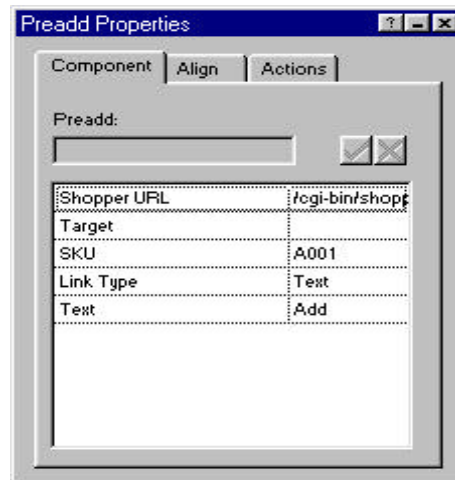 Preadd Properties
Component Align Actions
Preadd:
Shopper URL /cgi-bin/shopp
Target
SKU A001
Link Type Text
Text Add